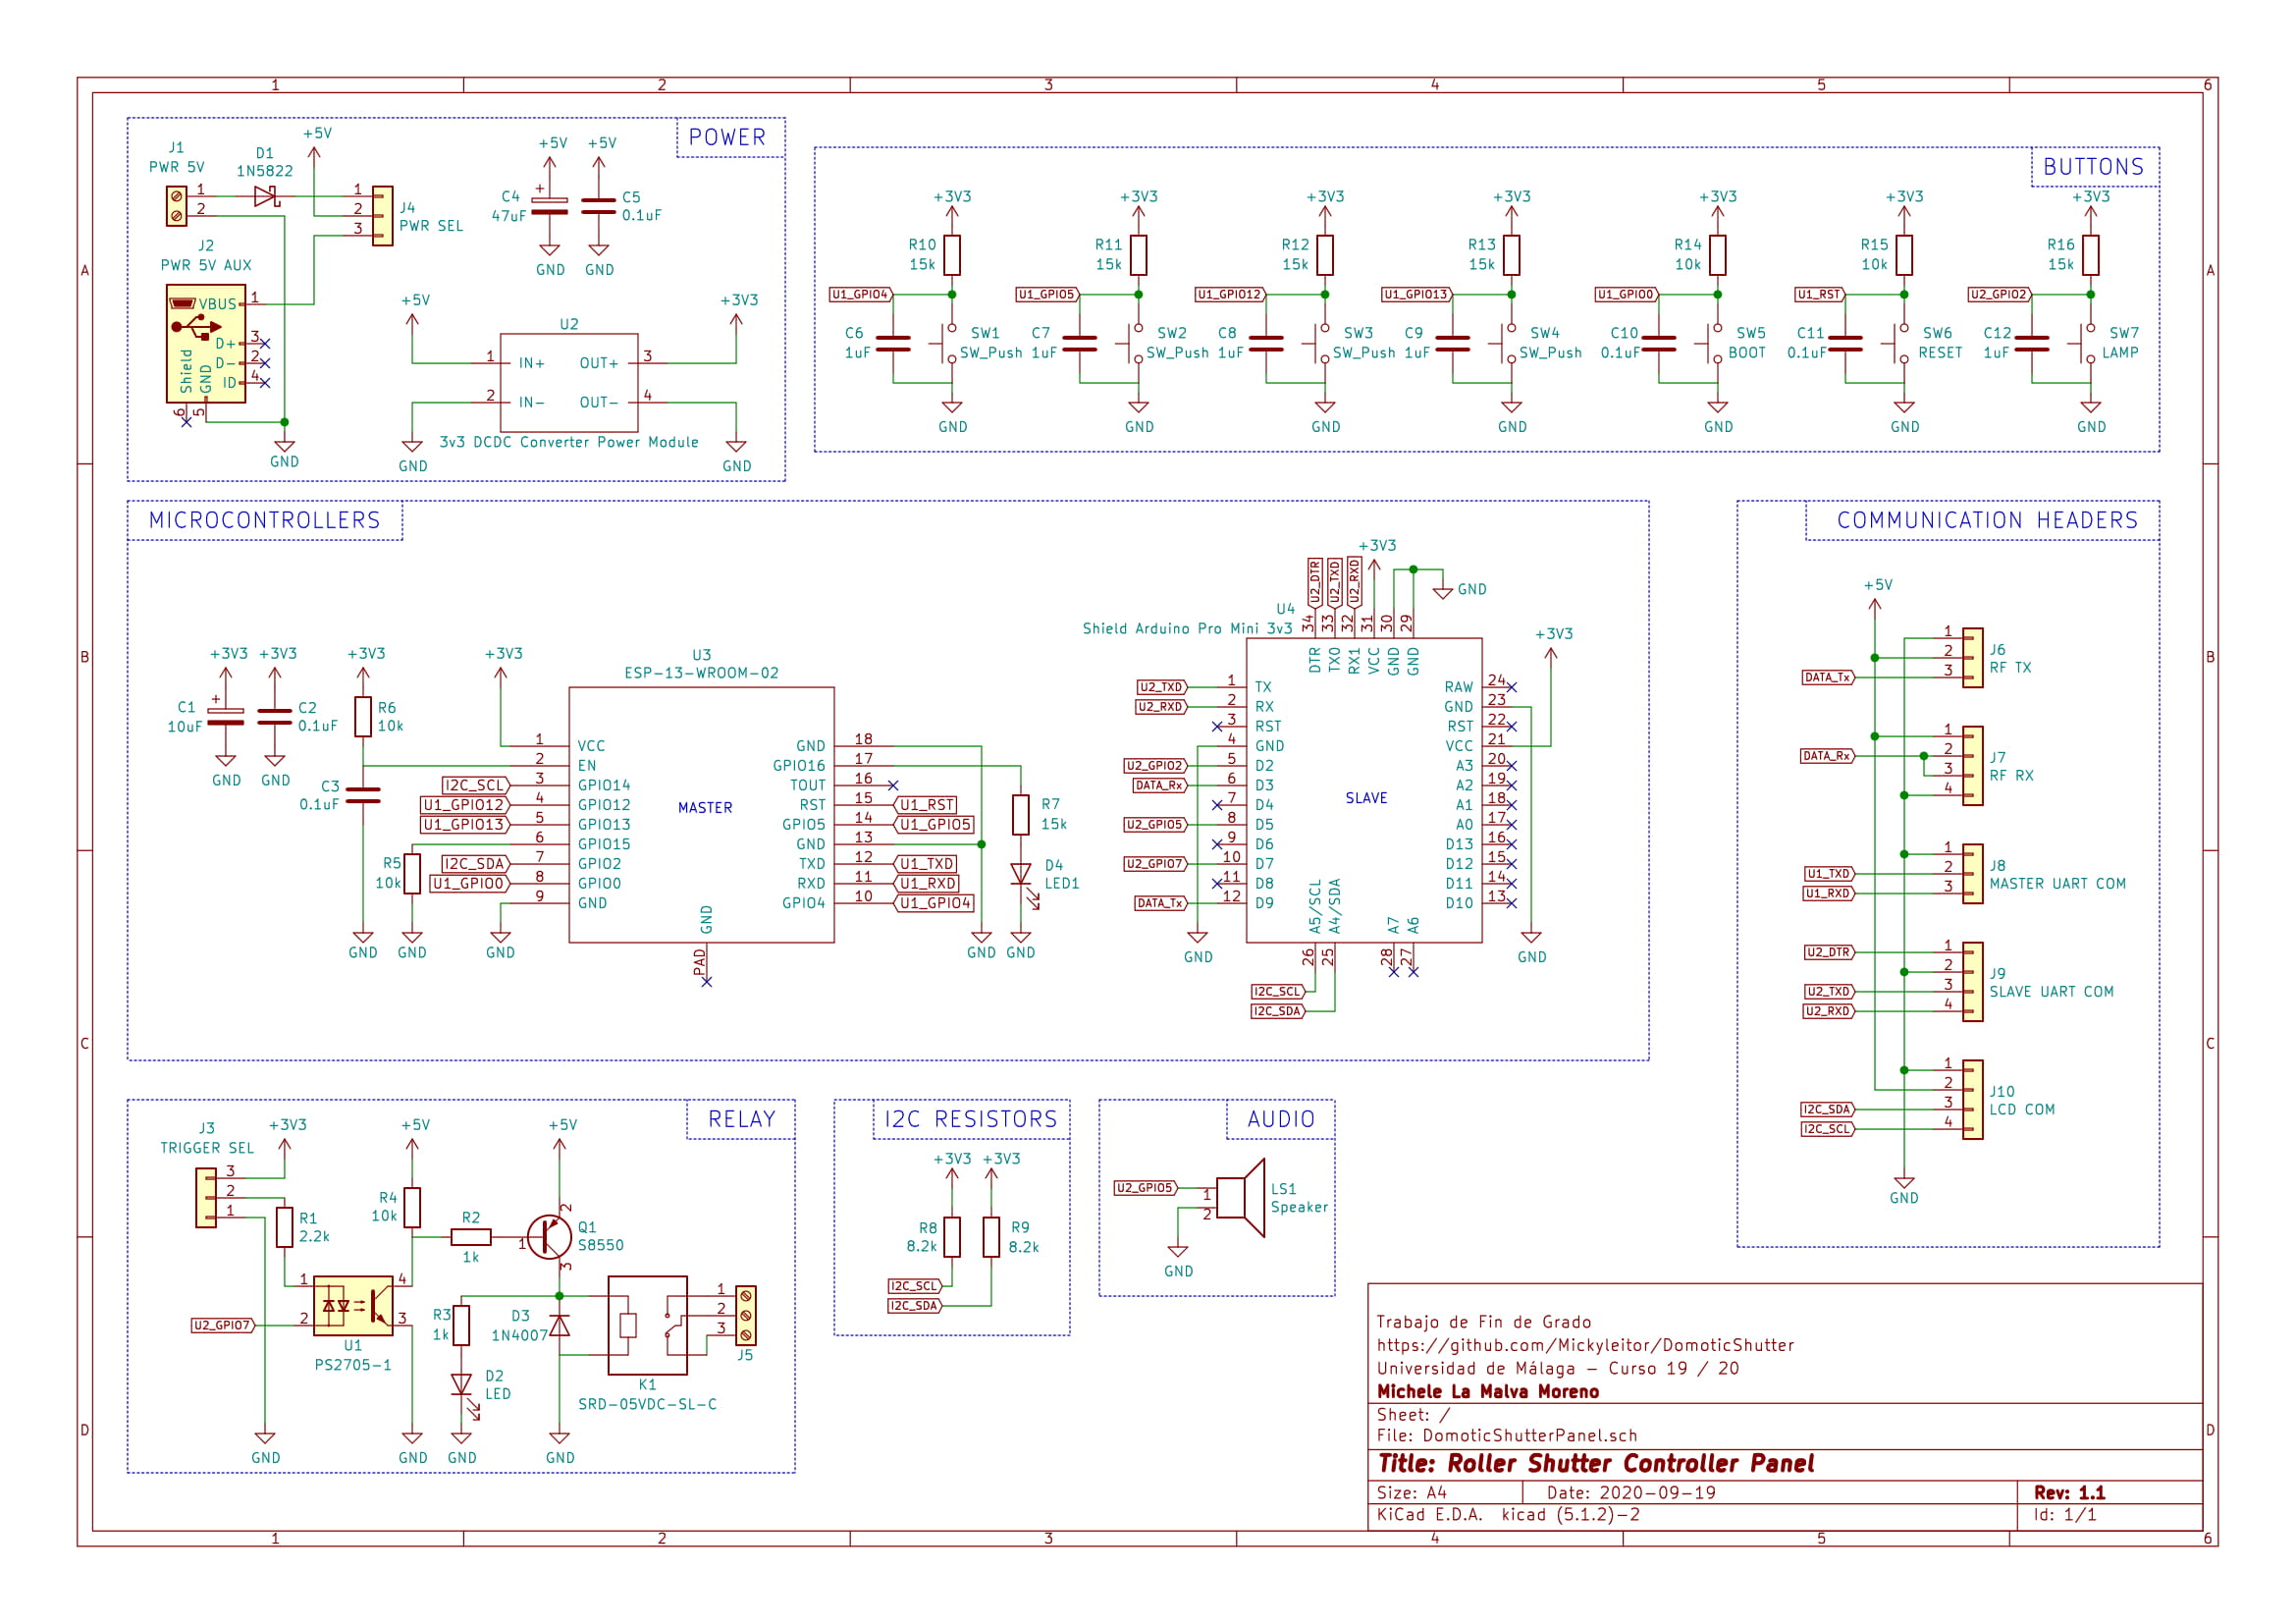 1 2 3 4 5 6
A
B
C
D
A
B
C
D
1 2 3 4 5 6
POWER
J1
PWR 5V
1
2
D1
1N5822
+5V
1
2
3
J4
PWR SEL
J2
PWR 5V AUX
VBUS 1
D+ 3
D- 2
ID 4
Shield
GND
6
5
GND
+5V
C4
47uF
+
GND
+5V
C5
0.1uF
GND
+5V
+3V3
U2
1 IN+ OUT+ 3
2 IN- OUT- 4
3v3 DCDC Converter Power Module
GND
GND
BUTTONS
+3V3
R10
15k
U1_GPIO4
C6
1uF
SW1
SW_Push
GND
+3V3
R11
15k
U1_GPIO5
C7
1uF
SW2
SW_Push
GND
+3V3
R12
15k
U1_GPIO12
C8
1uF
SW3
SW_Push
GND
+3V3
R13
15k
U1_GPIO13
C9
1uF
SW4
SW_Push
GND
+3V3
R14
10k
U1_GPIO0
C10
0.1uF
SW5
BOOT
GND
+3V3
R15
10k
U1_RST
C11
0.1uF
SW6
RESET
GND
+3V3
R16
15k
U2_GPIO2
C12
1uF
SW7
LAMP
GND
MICROCONTROLLERS
+3V3
C1
10uF
+
GND
+3V3
C2
0.1uF
GND
+3V3
R6
10k
C3
0.1uF
GND
R5
10k
GND
+3V3
GND
U3
ESP-13-WROOM-02
MASTER
1 VCC
2 EN
I2C_SCL 3 GPIO14
U1_GPIO12 4 GPIO12
U1_GPIO13 5 GPIO13
6 GPIO15
I2C_SDA 7 GPIO2
U1_GPIO0 8 GPIO0
9 GND
GND 18
GPIO16 17
TOUT 16
RST 15 U1_RST
GPIO5 14 U1_GPIO5
GND 13
TXD 12 U1_TXD
RXD 11 U1_RXD
GPIO4 10 U1_GPIO4
GND
PAD
GND
R7
15k
D4
LED1
GND
U4
Shield Arduino Pro Mini 3v3
SLAVE
U2_DTR 34 DTR
U2_TXD 33 TX0
U2_RXD 32 RX1
+3V3 31 VCC
30 GND
29 GND
GND
U2_TXD 1 TX
U2_RXD 2 RX
3 RST
4 GND
U2_GPIO2 5 D2
DATA_Rx 6 D3
7 D4
U2_GPIO5 8 D5
9 D6
U2_GPIO7 10 D7
11 D8
DATA_Tx 12 D9
GND
RAW 24
GND 23
RST 22
VCC 21
A3 20
A2 19
A1 18
A0 17
D13 16
D12 15
D11 14
D10 13
+3V3
GND
A5/SCL 26
A4/SDA 25
A7 28
A6 27
I2C_SCL
I2C_SDA
COMMUNICATION HEADERS
+5V
1
2
DATA_Tx 3
J6
RF TX
1
DATA_Rx 2
3
4
J7
RF RX
1
U1_TXD 2
U1_RXD 3
J8
MASTER UART COM
U2_DTR 1
2
U2_TXD 3
U2_RXD 4
J9
SLAVE UART COM
1
2
I2C_SDA 3
I2C_SCL 4
J10
LCD COM
GND
RELAY
J3
TRIGGER SEL
3
2
1
+3V3
R1
2.2k
U2_GPIO7
1
2
4
3
U1
PS2705-1
GND
+5V
R4
10k
GND
R2
1k
+5V
1
2
3
Q1
S8550
R3
1k
D2
LED
GND
D3
1N4007
GND
K1
SRD-05VDC-SL-C
1
2
3
J5
I2C RESISTORS
+3V3 +3V3
R8
8.2k
R9
8.2k
I2C_SCL
I2C_SDA
AUDIO
U2_GPIO5
1
2
LS1
Speaker
GND
Trabajo de Fin de Grado
https://github.com/Mickyleitor/DomoticShutter
Universidad de Málaga - Curso 19 / 20
Michele La Malva Moreno
Sheet: /
File: DomoticShutterPanel.sch
Title: Roller Shutter Controller Panel
Size: A4 Date: 2020-09-19 Rev: 1.1
KiCad E.D.A. kicad (5.1.2)-2 Id: 1/1